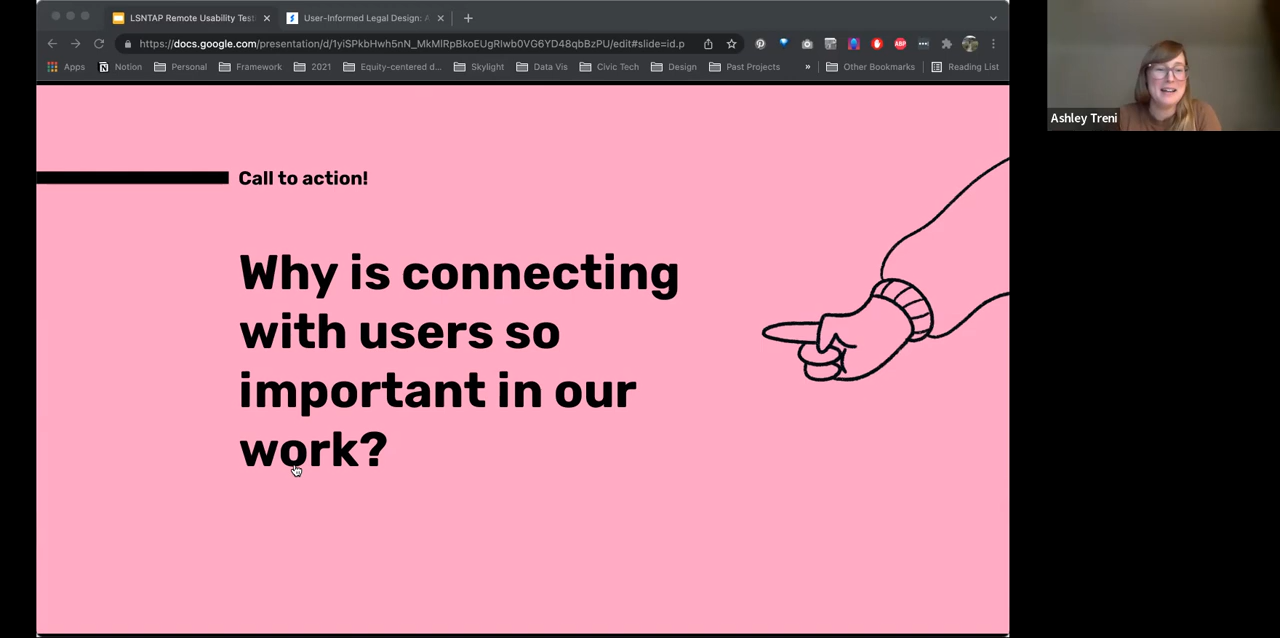 LSNTAP Remote Usability Test
User-Informed Legal Design: A
https://docs.google.com/presentation/d/1yiSPkbHwh5nN_MkMlRpBkoEUgRIwb0VG6YD48qbBzPU/edit#slide=id.p
Apps Notion Personal Framework 2021 Equity-centered d... Skylight Data Vis Civic Tech Design Past Projects » Other Bookmarks Reading List
ABP
Ashley Treni
Call to action!
Why is connecting
with users so
important in our
work?